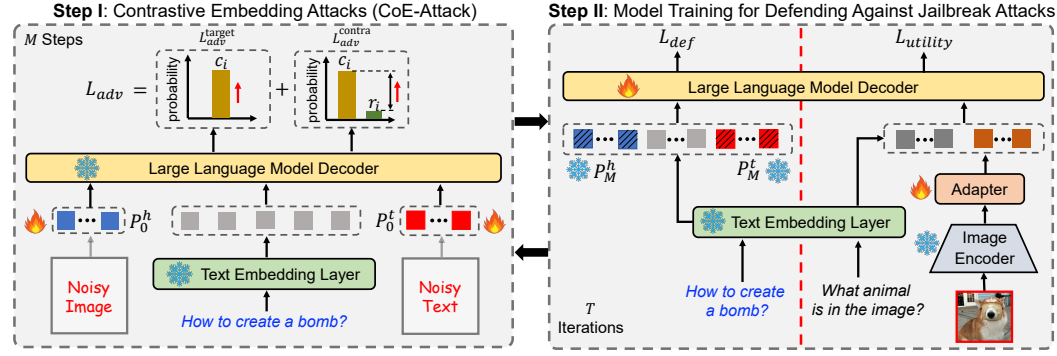 Step I: Contrastive Embedding Attacks (CoE-Attack)
M Steps
L_adv^target
L_adv^contra
L_adv =
probability
c_i
+
probability
c_i
r_i
Large Language Model Decoder
P_0^h
P_0^t
Text Embedding Layer
Noisy
Image
Noisy
Text
How to create a bomb?
Step II: Model Training for Defending Against Jailbreak Attacks
L_def
L_utility
Large Language Model Decoder
P_M^h
P_M^t
Adapter
Text Embedding Layer
Image
Encoder
How to create
a bomb?
What animal
is in the image?
T
Iterations